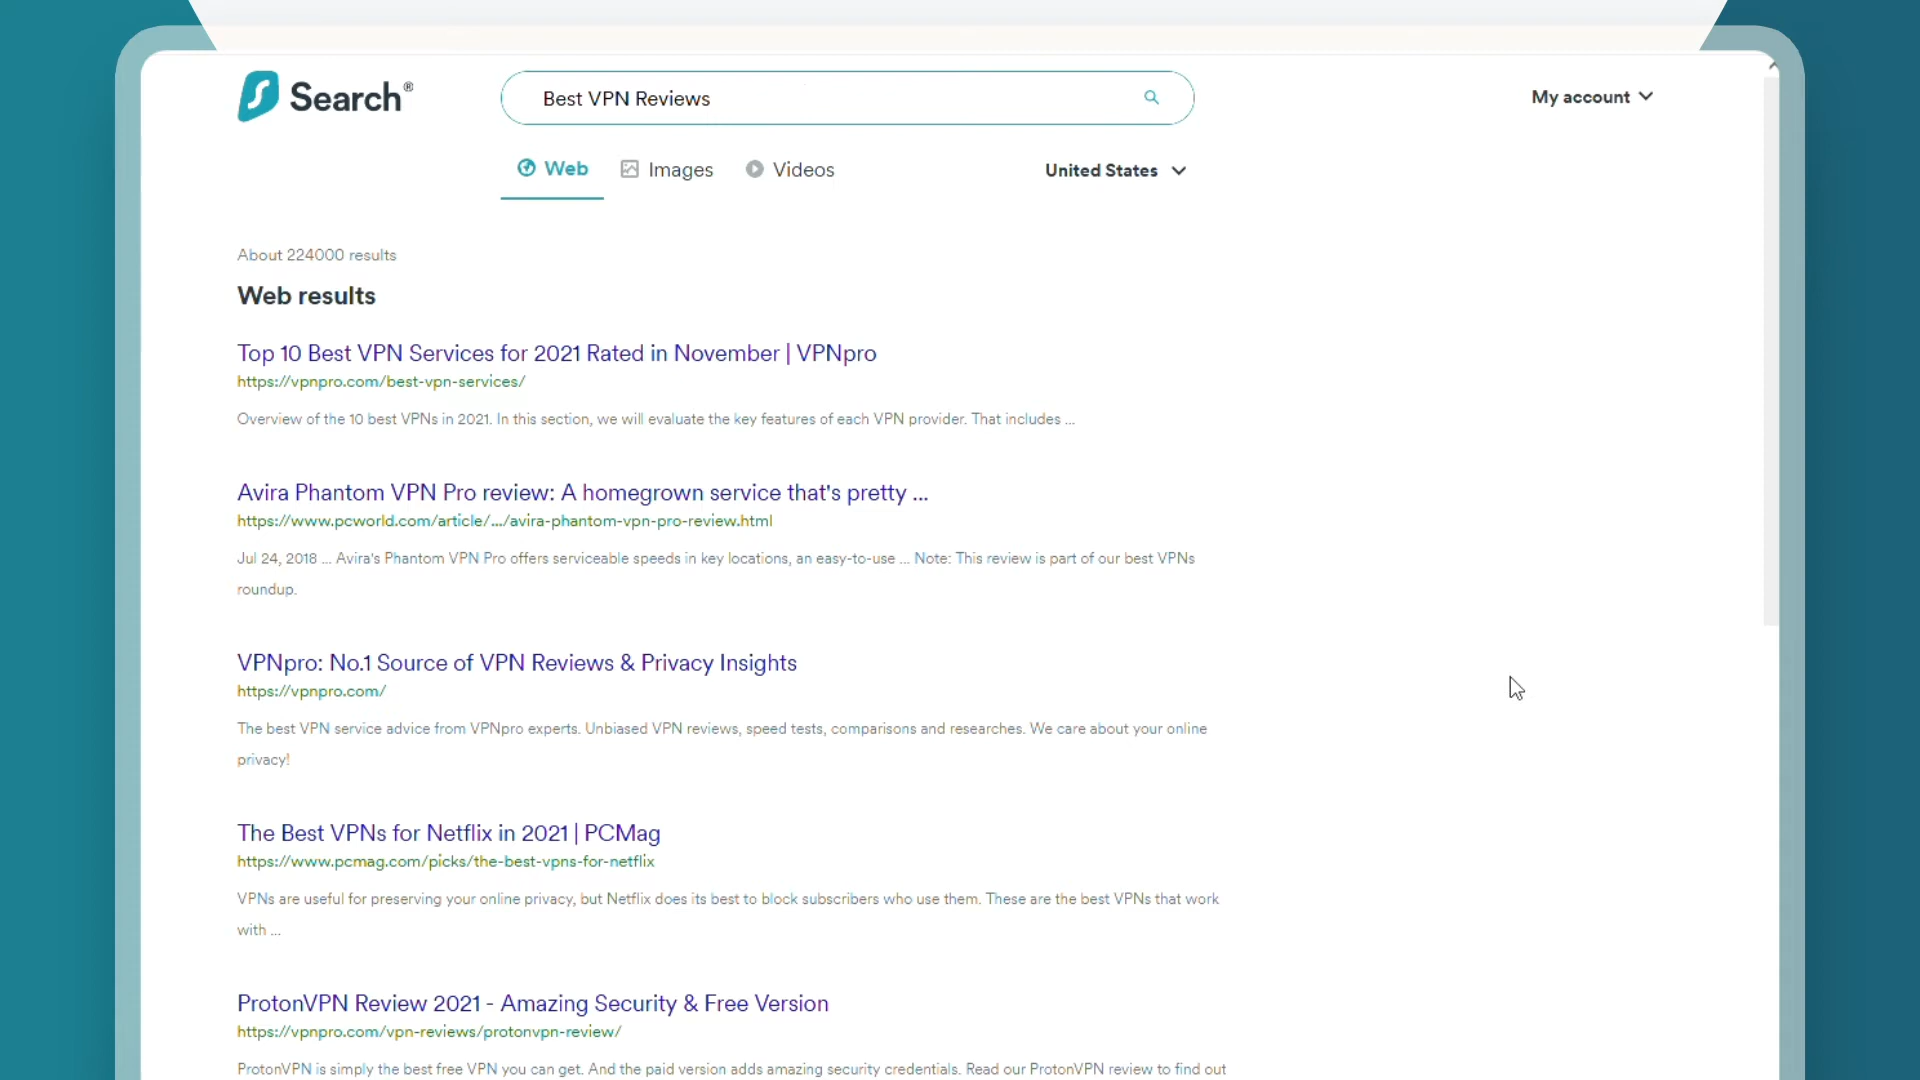 Search®
Best VPN Reviews
My account
Web
Images
Videos
United States
About 224000 results
Web results
Top 10 Best VPN Services for 2021 Rated in November | VPNpro
https://vpnpro.com/best-vpn-services/
Overview of the 10 best VPNs in 2021. In this section, we will evaluate the key features of each VPN provider. That includes ...
Avira Phantom VPN Pro review: A homegrown service that's pretty ...
https://www.pcworld.com/article/.../avira-phantom-vpn-pro-review.html
Jul 24, 2018 ... Avira's Phantom VPN Pro offers serviceable speeds in key locations, an easy-to-use ... Note: This review is part of our best VPNs
roundup.
VPNpro: No.1 Source of VPN Reviews & Privacy Insights
https://vpnpro.com/
The best VPN service advice from VPNpro experts. Unbiased VPN reviews, speed tests, comparisons and researches. We care about your online
privacy!
The Best VPNs for Netflix in 2021 | PCMag
https://www.pcmag.com/picks/the-best-vpns-for-netflix
VPNs are useful for preserving your online privacy, but Netflix does its best to block subscribers who use them. These are the best VPNs that work
with ...
ProtonVPN Review 2021 - Amazing Security & Free Version
https://vpnpro.com/vpn-reviews/protonvpn-review/
ProtonVPN is simply the best free VPN you can get. And the paid version adds amazing security credentials. Read our ProtonVPN review to find out